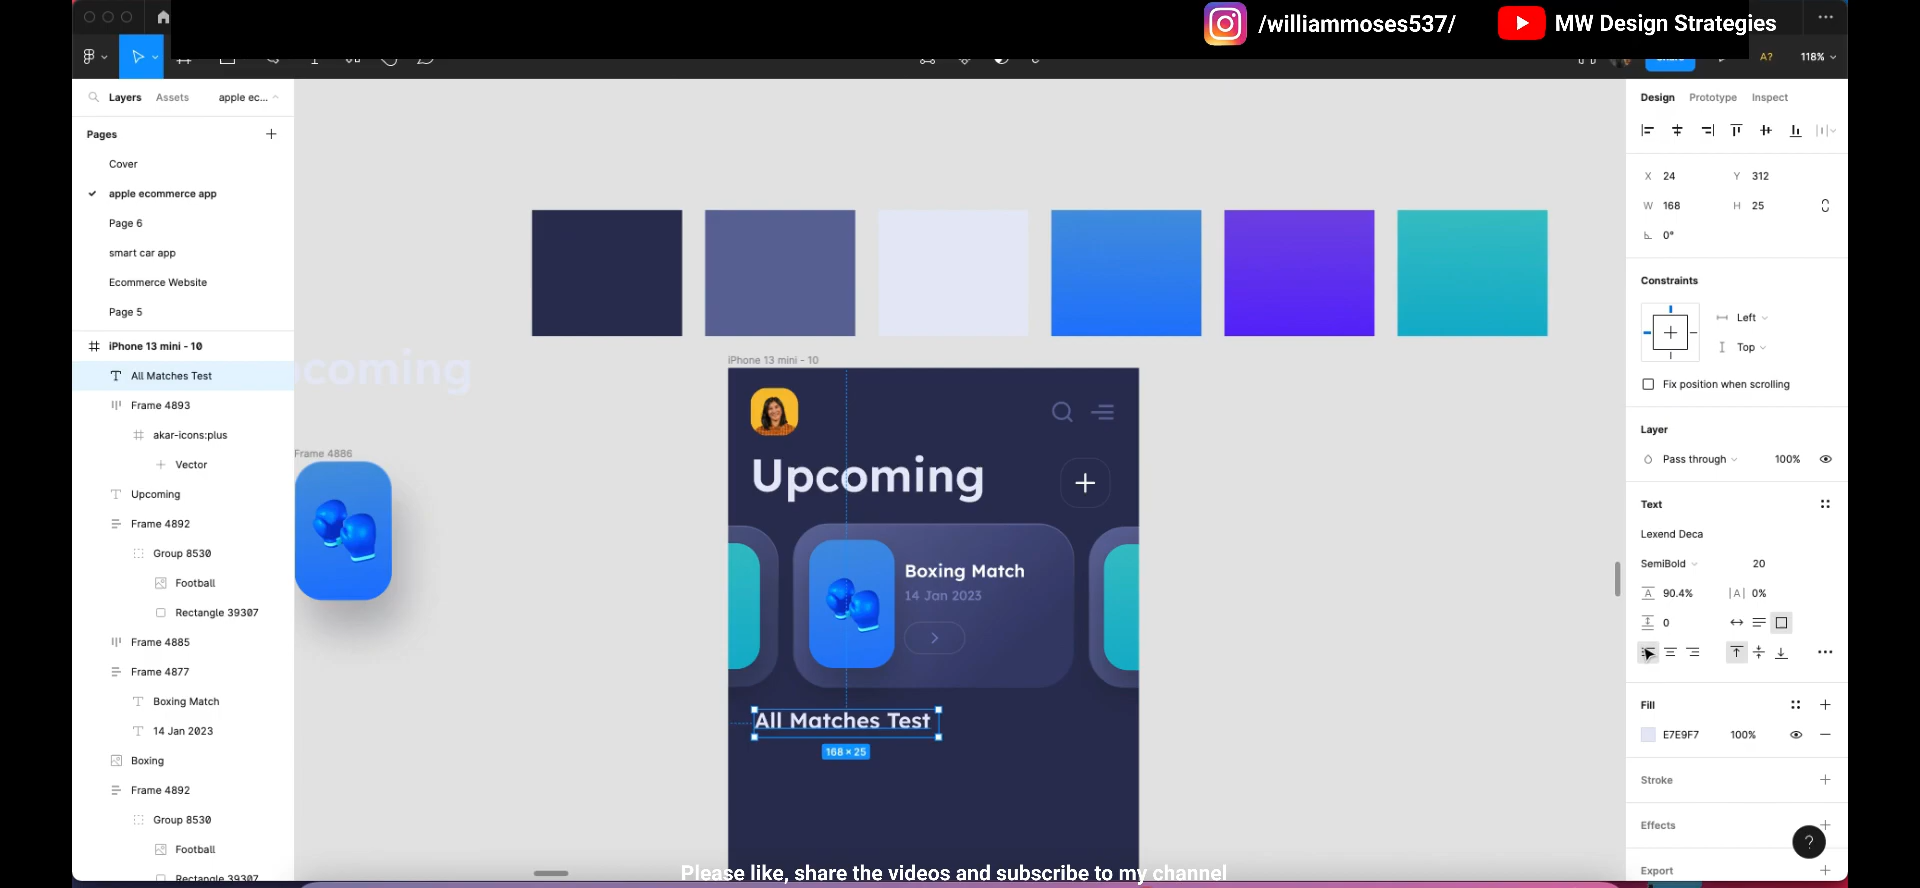 /williammoses537/
MW Design Strategies
A?
118%
Layers
Assets
apple ec...
Pages
Cover
apple ecommerce app
Page 6
smart car app
Ecommerce Website
Page 5
iPhone 13 mini - 10
All Matches Test
Frame 4893
akar-icons:plus
Vector
Upcoming
Frame 4892
Group 8530
Football
Rectangle 39307
Frame 4885
Frame 4877
Boxing Match
14 Jan 2023
Boxing
Frame 4892
Group 8530
Football
Rectangle 39307
coming
Frame 4886
iPhone 13 mini - 10
Upcoming
Boxing Match
14 Jan 2023
All Matches Test
168 × 25
Design
Prototype
Inspect
X 24
Y 312
W 168
H 25
0°
Constraints
Left
Top
Fix position when scrolling
Layer
Pass through
100%
Text
Lexend Deca
SemiBold
20
90.4%
|A| 0%
0
Fill
E7E9F7
100%
Stroke
Effects
?
Export
Please like, share the videos and subscribe to my channel